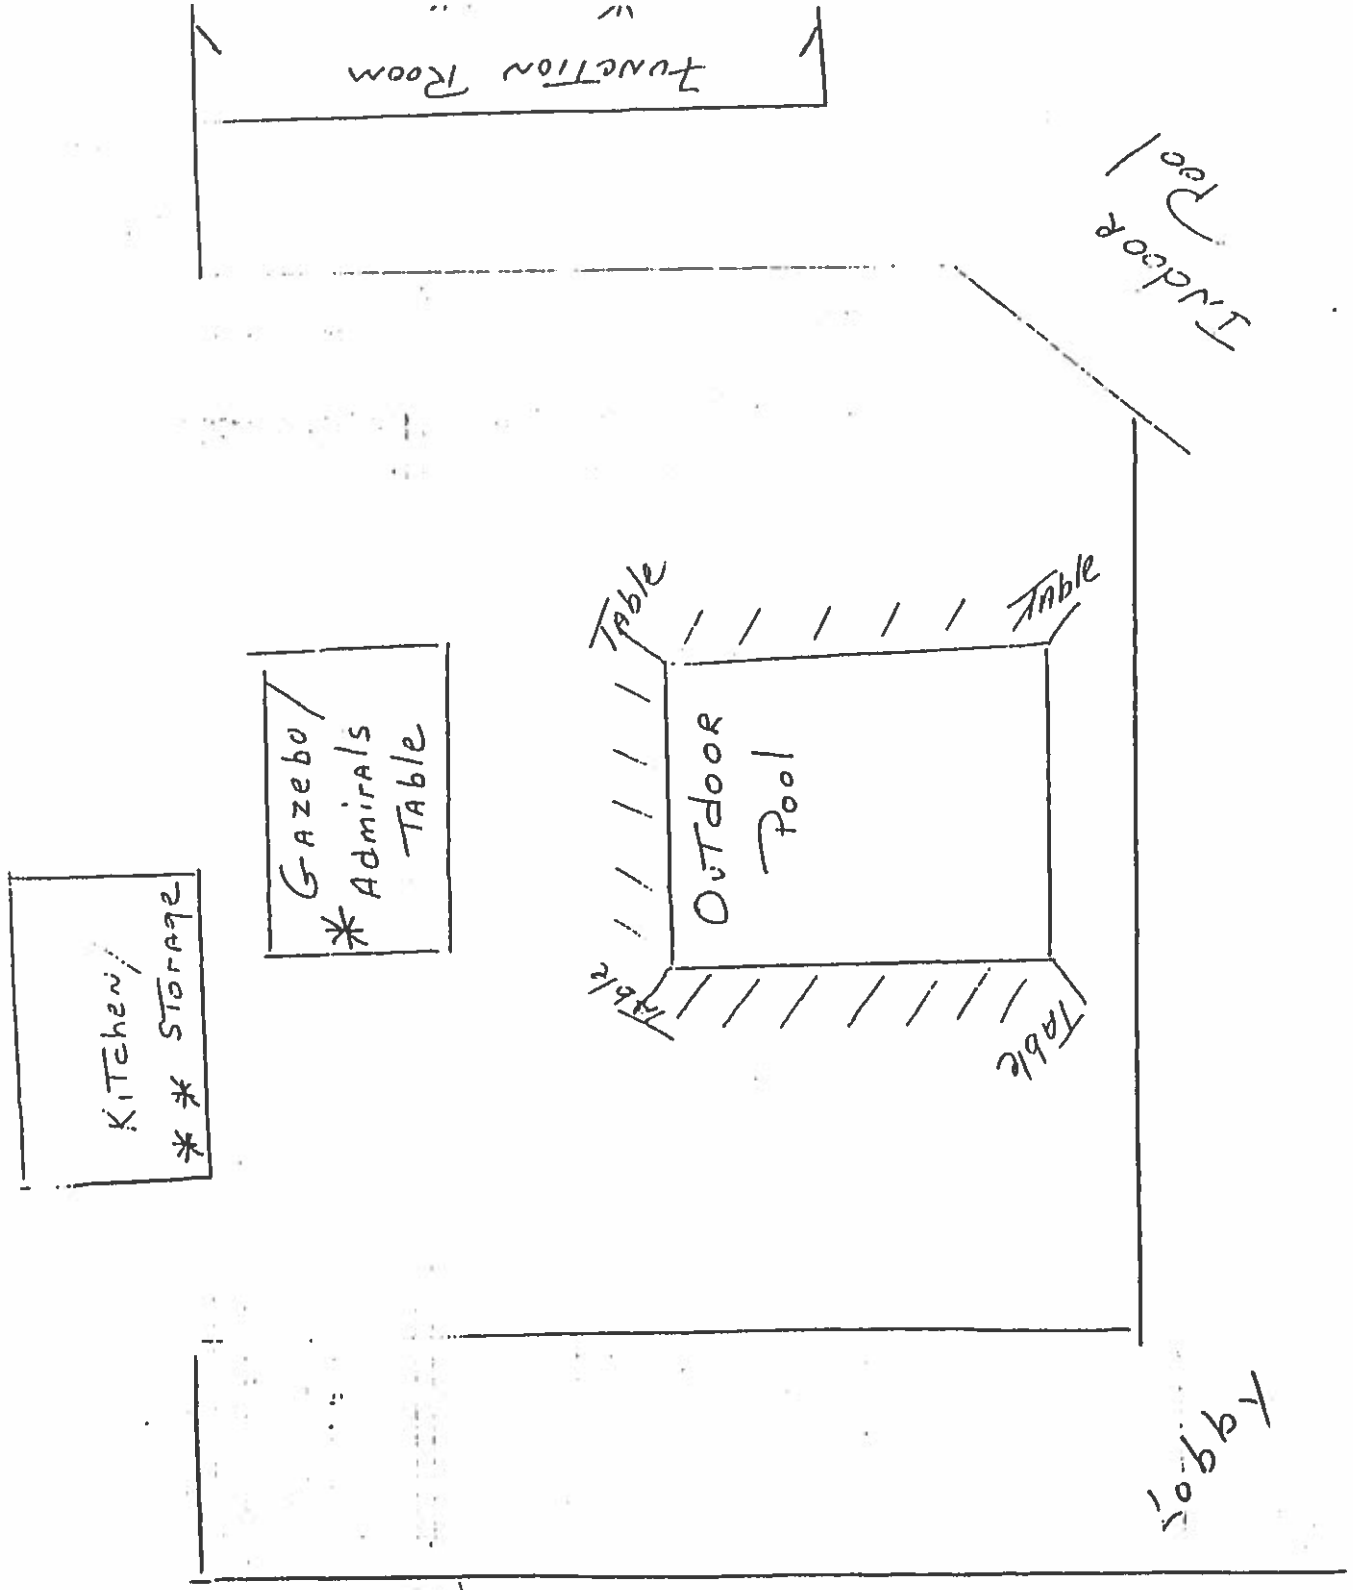 Function Room
Indoor
Pool
Table
Table
Gazebo/
* Admirals
Table
Outdoor
Pool
Kitchen/
** Storage
Table
Table
Lobby